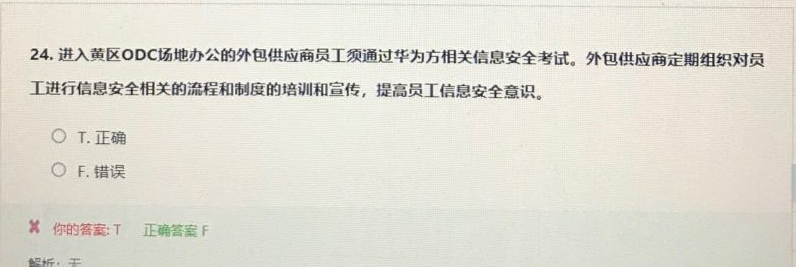 24. 进入黄区ODC场地办公的外包供应商员工须通过华为方相关信息安全考试。外包供应商定期组织对员
工进行信息安全相关的流程和制度的培训和宣传，提高员工信息安全意识。
T. 正确
F. 错误
你的答案: T 正确答案 F
解析：无